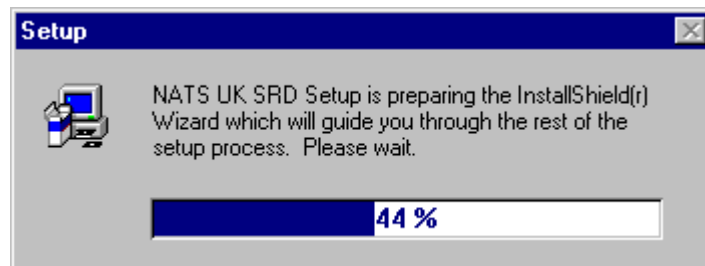 Setup
NATS UK SRD Setup is preparing the InstallShield(r)
Wizard which will guide you through the rest of the
setup process.  Please wait.
44 %